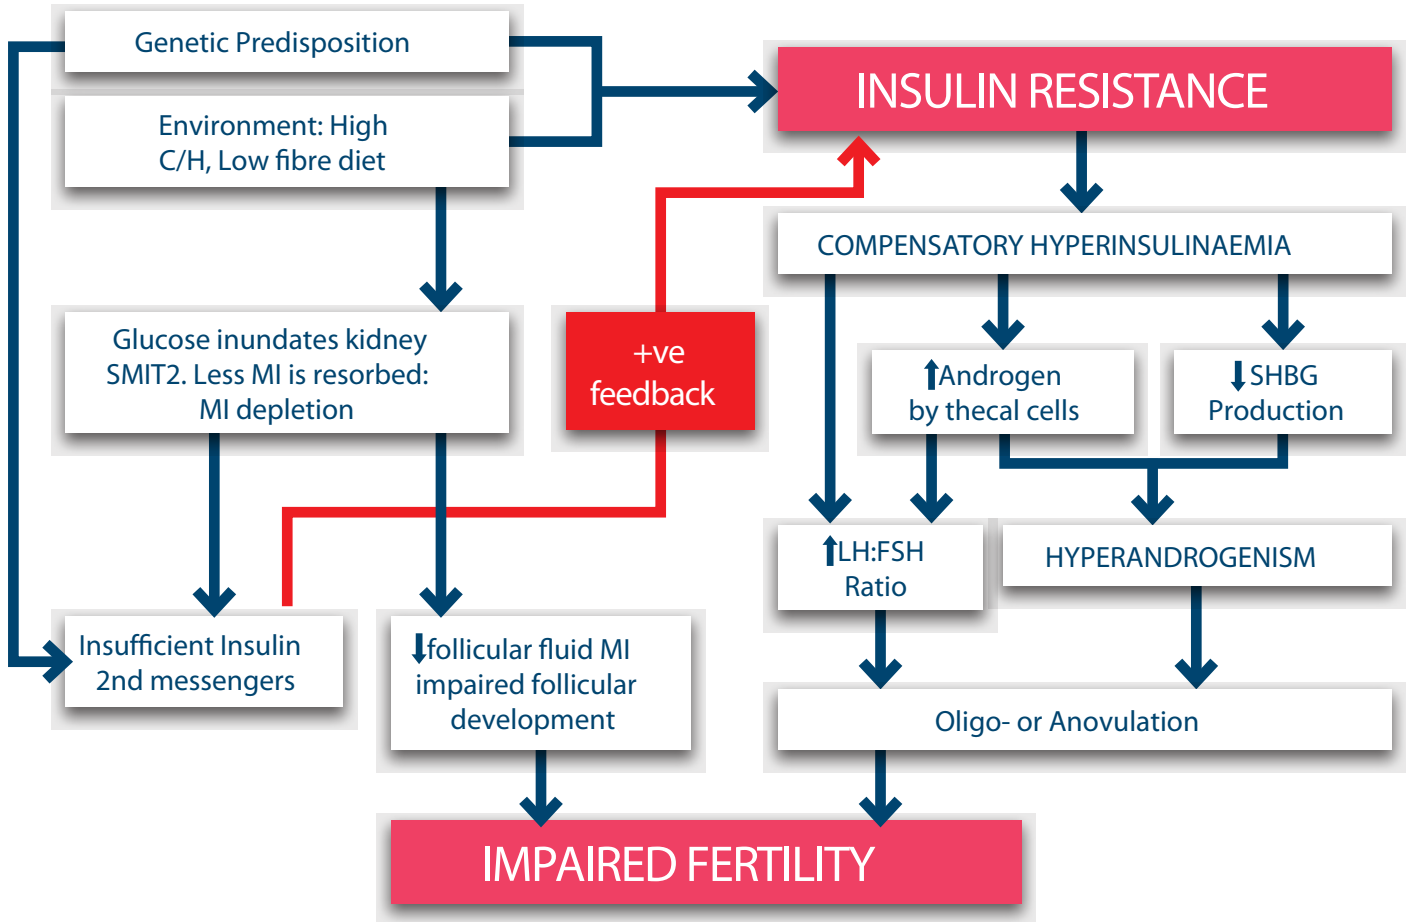 Genetic Predisposition
Environment: High
C/H, Low fibre diet
INSULIN RESISTANCE
COMPENSATORY HYPERINSULINAEMIA
Glucose inundates kidney
SMIT2. Less MI is resorbed:
MI depletion
+ve
feedback
⬆Androgen
by thecal cells
⬇SHBG
Production
⬆LH:FSH
Ratio
HYPERANDROGENISM
Insufficient Insulin
2nd messengers
⬇follicular fluid MI
impaired follicular
development
Oligo- or Anovulation
IMPAIRED FERTILITY